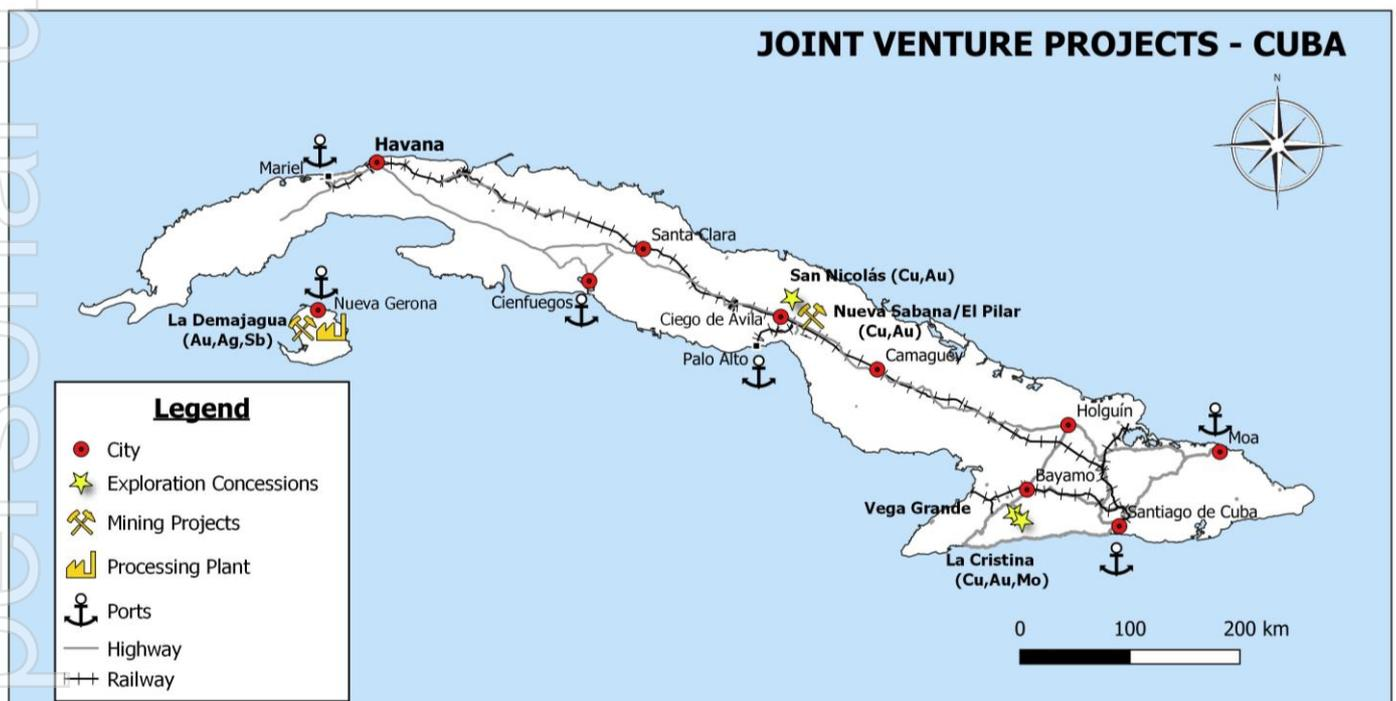 JOINT VENTURE PROJECTS - CUBA
N
Havana
Mariel
Santa Clara
San Nicolás (Cu,Au)
Nueva Gerona
Cienfuegos
Nueva Sabana/El Pilar
(Cu,Au)
La Demajagua
(Au,Ag,Sb)
Ciego de Ávila
Palo Alto
Camaguey
Holguín
Moa
Bayamo
Vega Grande
Santiago de Cuba
La Cristina
(Cu,Au,Mo)
Legend
City
Exploration Concessions
Mining Projects
Processing Plant
Ports
Highway
Railway
0 100 200 km
personal u